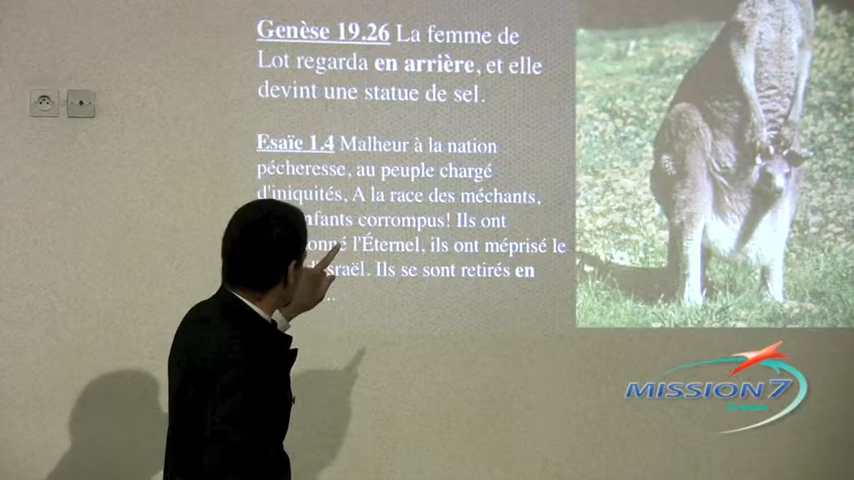 Genèse 19.26 La femme de
Lot regarda en arrière, et elle
devint une statue de sel.
Esaïe 1.4 Malheur à la nation
pécheresse, au peuple chargé
d'iniquités, A la race des méchants,
corrompus! Ils ont
l'Éternel, ils ont méprisé le
Ils se sont retirés en
MISSION 7